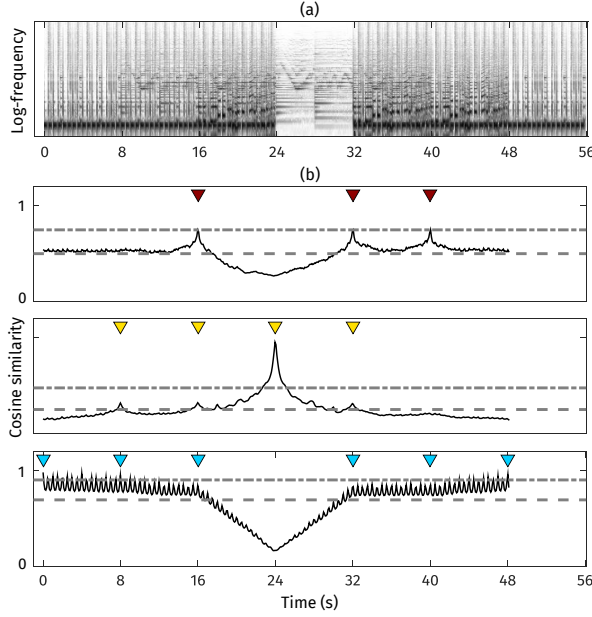 (a)
Log-frequency
0 8 16 24 32 40 48 56
(b)
1
0
Cosine similarity
1
0
0 8 16 24 32 40 48 56
Time (s)